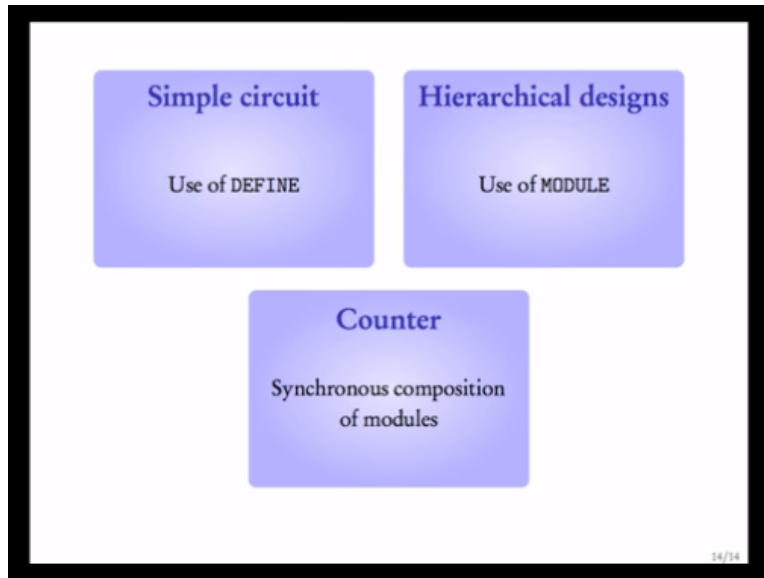 Simple circuit
Use of DEFINE
Hierarchical designs
Use of MODULE
Counter
Synchronous composition
of modules
14/14